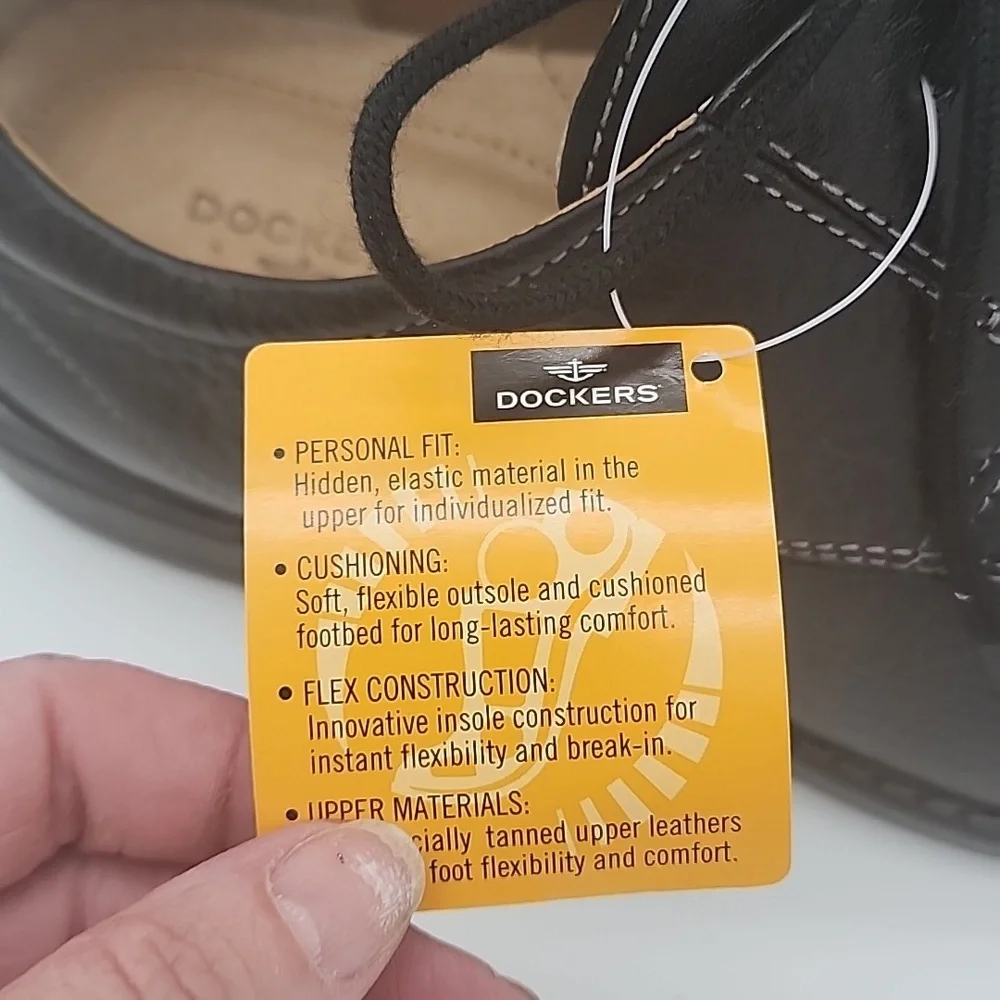 DOCKERS
DOCKERS
• PERSONAL FIT:
Hidden, elastic material in the
upper for individualized fit.
• CUSHIONING:
Soft, flexible outsole and cushioned
footbed for long-lasting comfort.
• FLEX CONSTRUCTION:
Innovative insole construction for
instant flexibility and break-in.
• UPPER MATERIALS:
cially tanned upper leathers
foot flexibility and comfort.